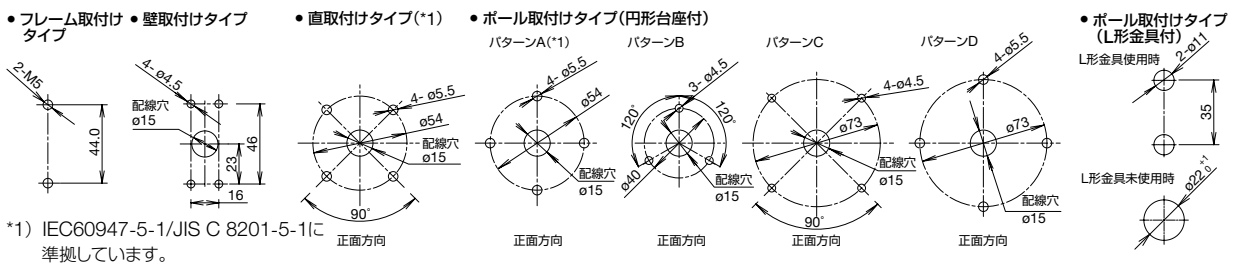 ● フレーム取付け
タイプ
2-M5
44.0
● 壁取付けタイプ
4- ø4.5
配線穴
ø15
23
46
16
● 直取付けタイプ(*1)
4- ø5.5
ø54
配線穴
ø15
90°
正面方向
● ポール取付けタイプ(円形台座付)
パターンA(*1)
4-ø5.5
ø54
配線穴
ø15
正面方向
パターンB
3- ø4.5
120°
120°
ø40
配線穴
ø15
正面方向
パターンC
4-ø4.5
ø73
配線穴
ø15
90°
正面方向
パターンD
4-ø5.5
ø73
配線穴
ø15
正面方向
● ポール取付けタイプ
(L形金具付)
L形金具使用時
2-ø11
35
L形金具未使用時
ø22 +1 0
*1) IEC60947-5-1/JIS C 8201-5-1に
準拠しています。